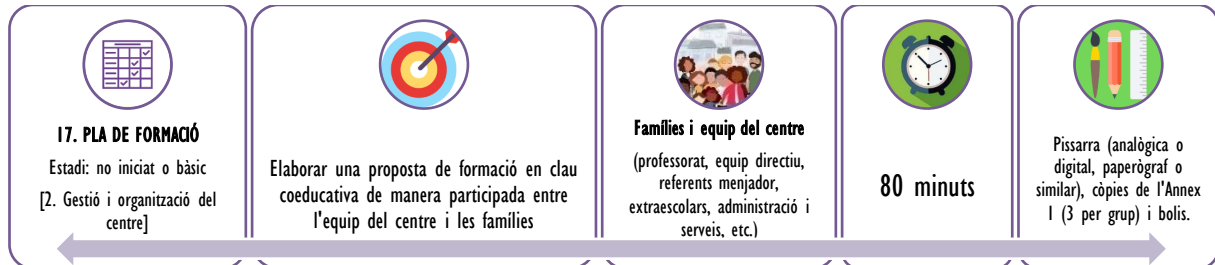 17. PLA DE FORMACIÓ
Estadi: no iniciat o bàsic
[2. Gestió i organització del
centre]
Elaborar una proposta de formació en clau
coeducativa de manera participada entre
l'equip del centre i les famílies
Famílies i equip del centre
(professorat, equip directiu,
referents menjador,
extraescolars, administració i
serveis, etc.)
80 minuts
Pissarra (analògica o
digital, paperògraf o
similar), còpies de l'Annex
I (3 per grup) i bolis.